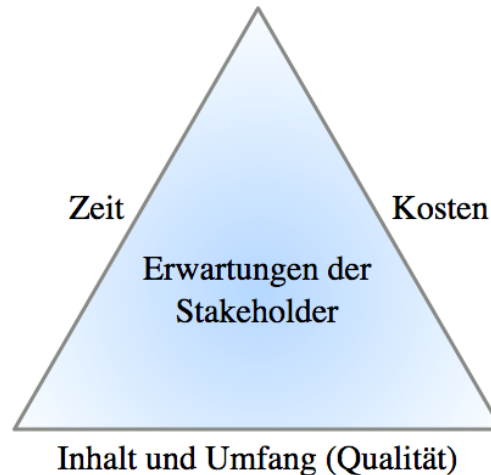 Zeit
Kosten
Erwartungen der
Stakeholder
Inhalt und Umfang (Qualität)